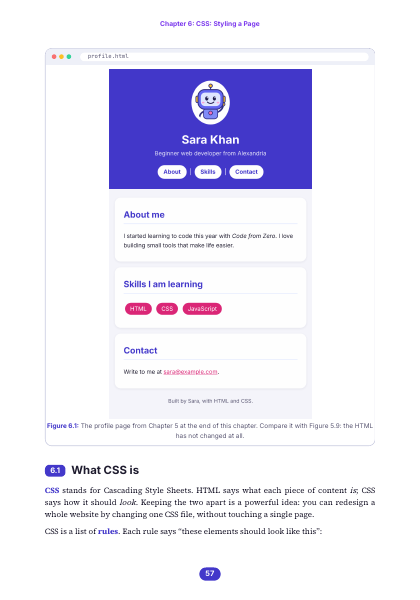 Chapter 6: CSS: Styling a Page
profile.html
Sara Khan
Beginner web developer from Alexandria
About | Skills | Contact
About me
I started learning to code this year with Code from Zero. I love
building small tools that make life easier.
Skills I am learning
HTML CSS JavaScript
Contact
Write to me at sara@example.com.
Built by Sara, with HTML and CSS.
Figure 6.1: The profile page from Chapter 5 at the end of this chapter. Compare it with Figure 5.9: the HTML
has not changed at all.
6.1 What CSS is
CSS stands for Cascading Style Sheets. HTML says what each piece of content is; CSS
says how it should look. Keeping the two apart is a powerful idea: you can redesign a
whole website by changing one CSS file, without touching a single page.
CSS is a list of rules. Each rule says “these elements should look like this”:
57